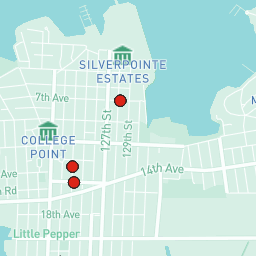 SILVERPOINTE
ESTATES
7th Ave
127th St
129th St
COLLEGE
POINT
14th Ave
Rd
18th Ave
Little Pepper